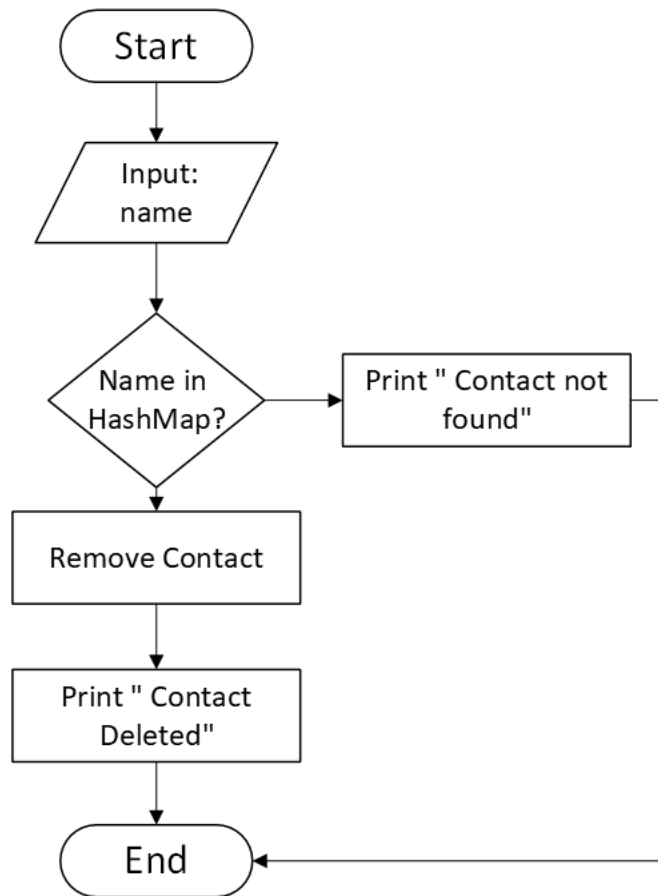 Start
Input:
name
Name in
HashMap?
Print " Contact not
found"
Remove Contact
Print " Contact
Deleted"
End